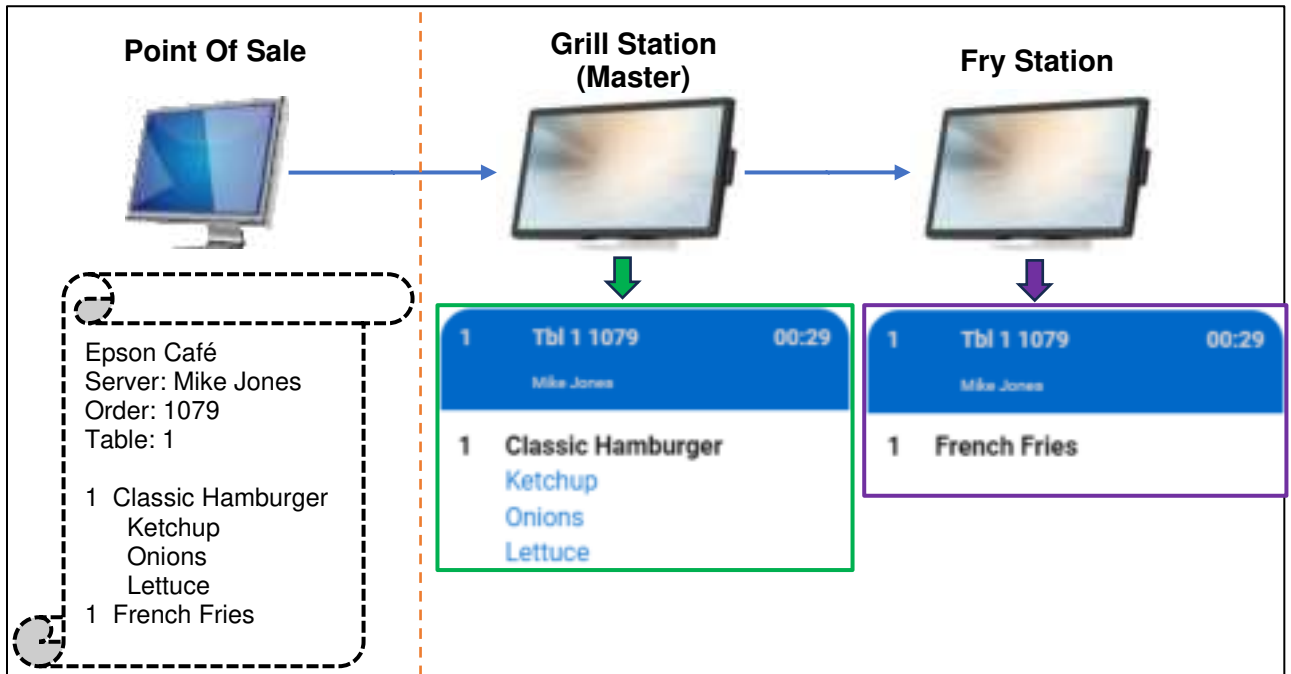 Point Of Sale
Grill Station
(Master)
Fry Station
Epson Café
Server: Mike Jones
Order: 1079
Table: 1
1 Classic Hamburger
Ketchup
Onions
Lettuce
1 French Fries
1 Tbl 1 1079 00:29
Mike Jones
1 Classic Hamburger
Ketchup
Onions
Lettuce
1 Tbl 1 1079 00:29
Mike Jones
1 French Fries